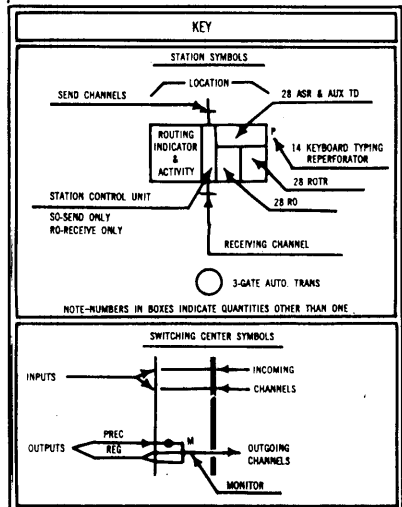 KEY
STATION SYMBOLS
LOCATION
SEND CHANNELS
28 ASR & AUX TD
ROUTING
INDICATOR
&
ACTIVITY
P
14 KEYBOARD TYPING
REPERFORATOR
28 ROTR
STATION CONTROL UNIT
28 RO
SO-SEND ONLY
RO-RECEIVE ONLY
RECEIVING CHANNEL
3-GATE AUTO. TRANS
NOTE-NUMBERS IN BOXES INDICATE QUANTITIES OTHER THAN ONE
SWITCHING CENTER SYMBOLS
INPUTS
INCOMING
CHANNELS
PREC
M
OUTPUTS
REG
OUTGOING
CHANNELS
MONITOR